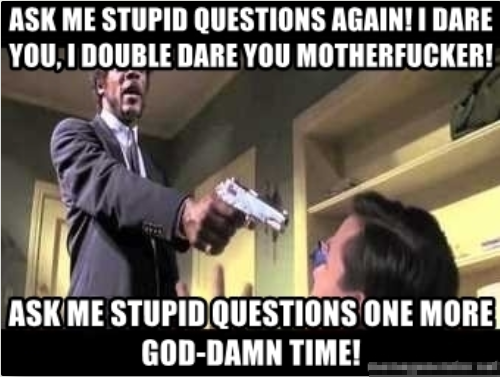 ASK ME STUPID QUESTIONS AGAIN! I DARE
YOU, I DOUBLE DARE YOU MOTHERFUCKER!
ASK ME STUPID QUESTIONS ONE MORE
GOD-DAMN TIME!